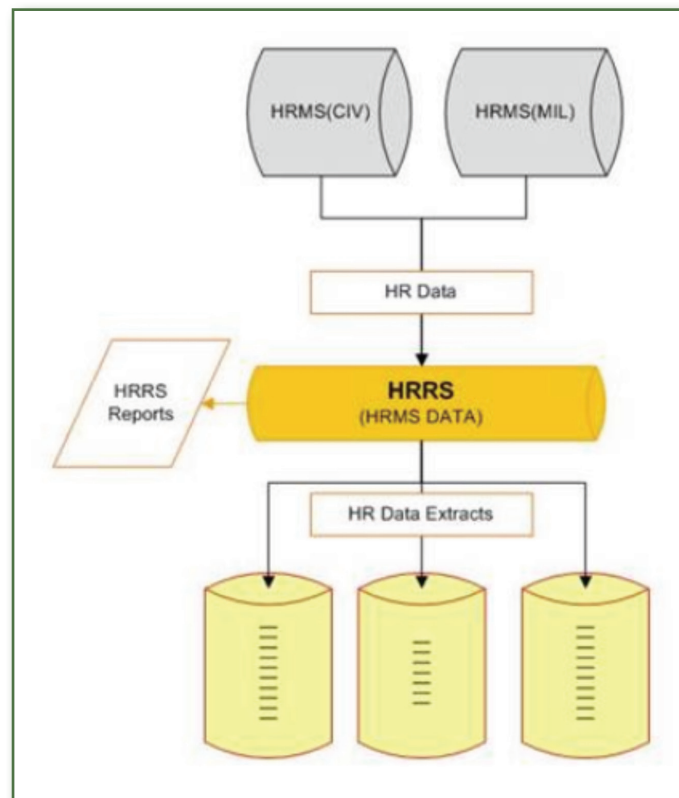 HRMS(CIV)
HRMS(MIL)
HR Data
HRRS
(HRMS DATA)
HRRS
Reports
HR Data Extracts